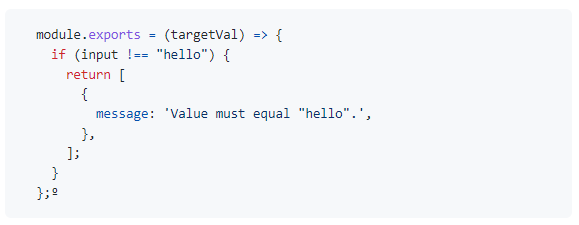 module.exports = (targetVal) => {
  if (input !== "hello") {
    return [
      {
        message: 'Value must equal "hello".',
      },
    ];
  }
};º